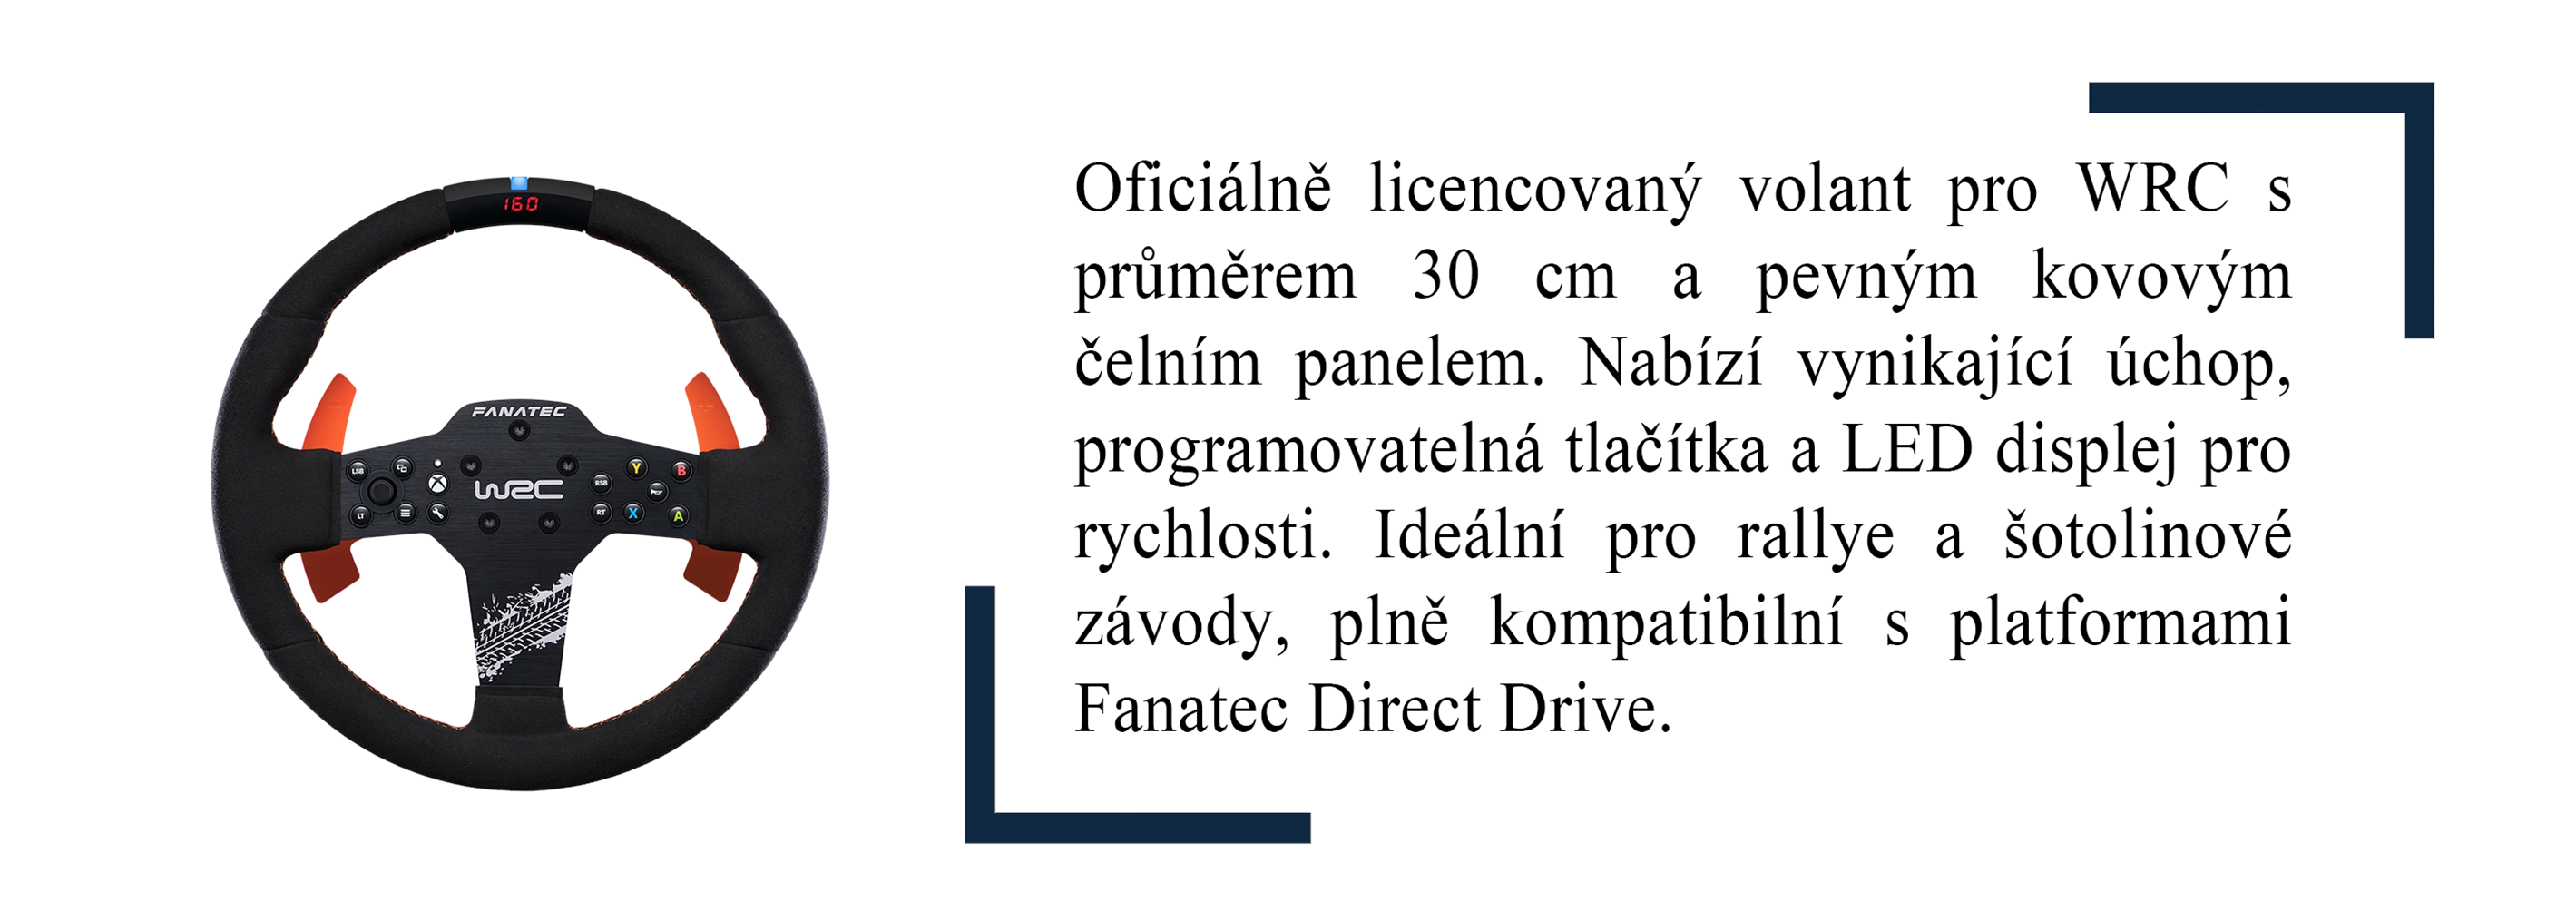 160
FANATEC
LSB
Y
B
WRC
RSB
LT
RT
X
A
Oficiálně licencovaný volant pro WRC s
průměrem 30 cm a pevným kovovým
čelním panelem. Nabízí vynikající úchop,
programovatelná tlačítka a LED displej pro
rychlosti. Ideální pro rallye a šotolinové
závody, plně kompatibilní s platformami
Fanatec Direct Drive.